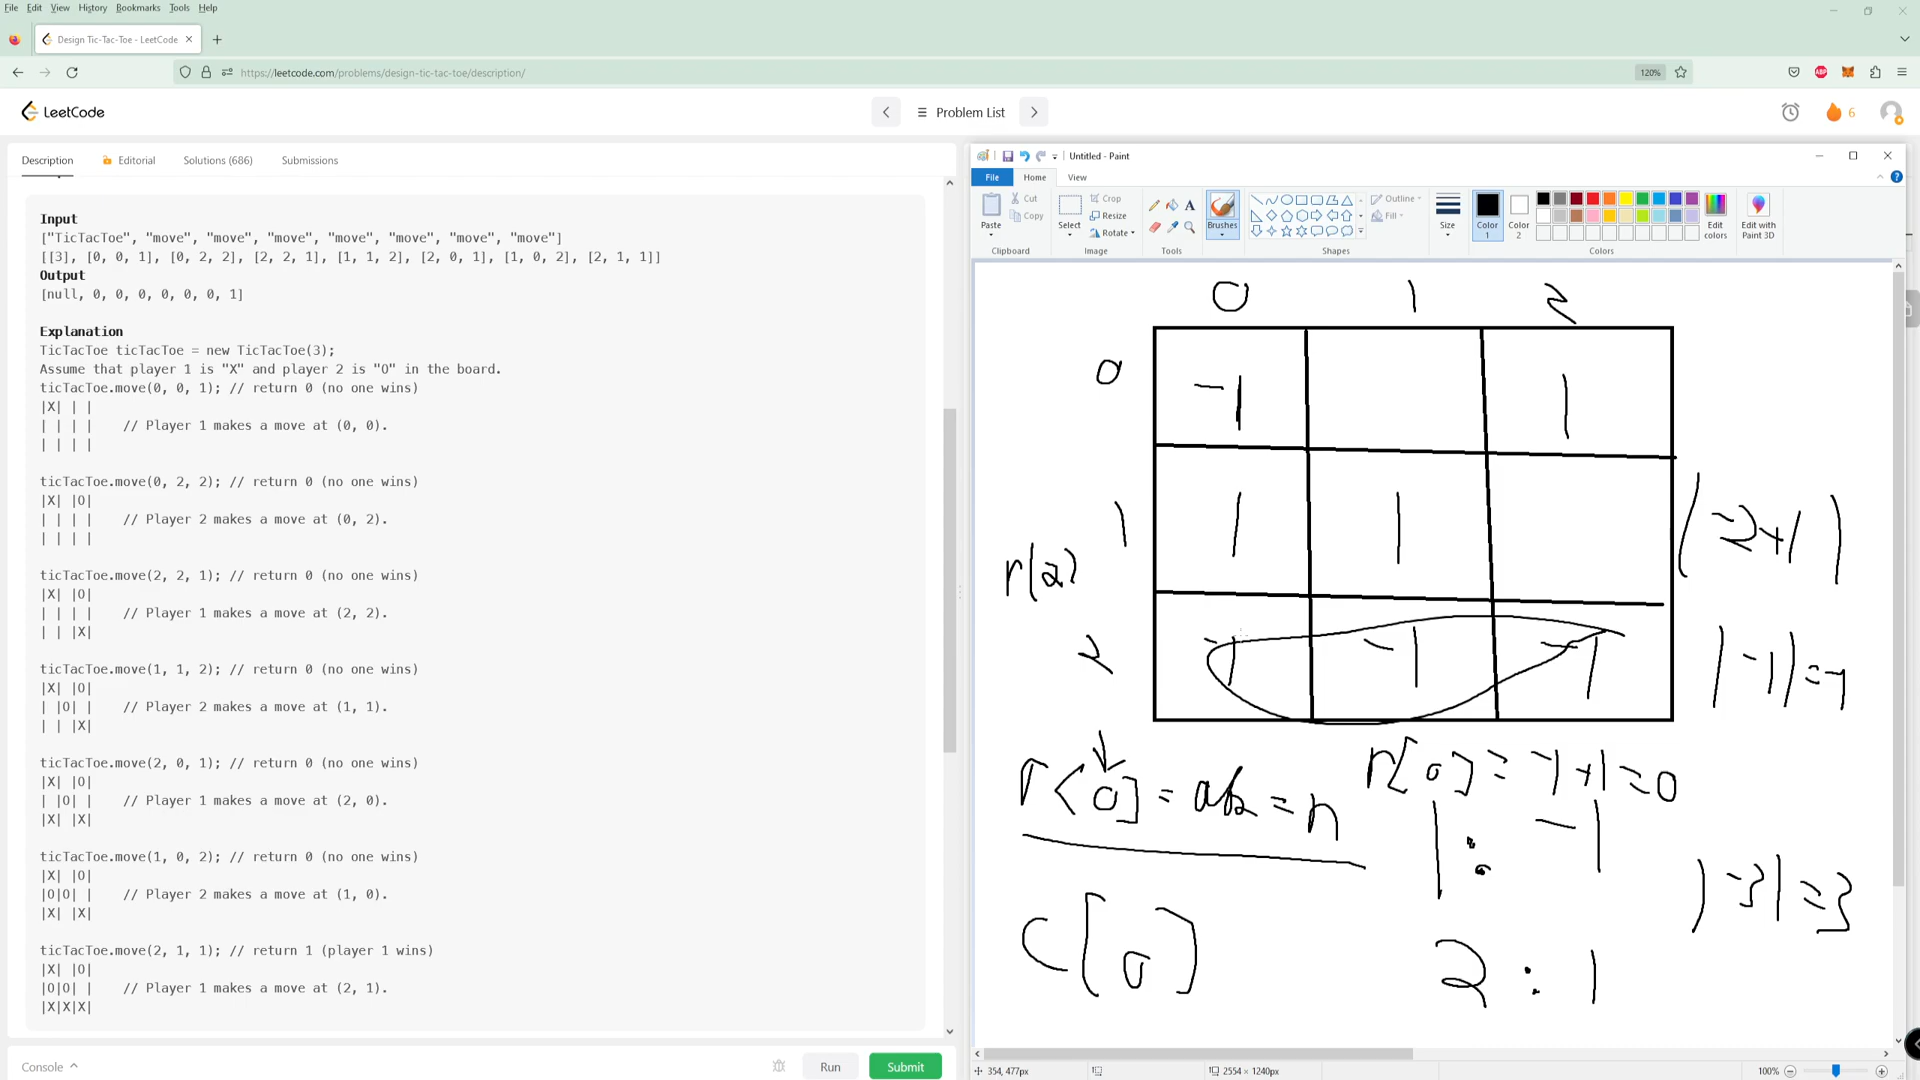 File Edit View History Bookmarks Tools Help
Design Tic-Tac-Toe - LeetCode
https://leetcode.com/problems/design-tic-tac-toe/description/
120%
ABP
LeetCode
Problem List
6
Description Editorial Solutions (686) Submissions
Input
["TicTacToe", "move", "move", "move", "move", "move", "move", "move"]
[[3], [0, 0, 1], [0, 2, 2], [2, 2, 1], [1, 1, 2], [2, 0, 1], [1, 0, 2], [2, 1, 1]]
Output
[null, 0, 0, 0, 0, 0, 0, 1]
Explanation
TicTacToe ticTacToe = new TicTacToe(3);
Assume that player 1 is "X" and player 2 is "O" in the board.
ticTacToe.move(0, 0, 1); // return 0 (no one wins)
|X| | |
| | | | // Player 1 makes a move at (0, 0).
| | | |
ticTacToe.move(0, 2, 2); // return 0 (no one wins)
|X| |O|
| | | | // Player 2 makes a move at (0, 2).
| | | |
ticTacToe.move(2, 2, 1); // return 0 (no one wins)
|X| |O|
| | | | // Player 1 makes a move at (2, 2).
| | |X|
ticTacToe.move(1, 1, 2); // return 0 (no one wins)
|X| |O|
| |O| | // Player 2 makes a move at (1, 1).
| | |X|
ticTacToe.move(2, 0, 1); // return 0 (no one wins)
|X| |O|
| |O| | // Player 1 makes a move at (2, 0).
|X| |X|
ticTacToe.move(1, 0, 2); // return 0 (no one wins)
|X| |O|
|O|O| | // Player 2 makes a move at (1, 0).
|X| |X|
ticTacToe.move(2, 1, 1); // return 1 (player 1 wins)
|X| |O|
|O|O| | // Player 1 makes a move at (2, 1).
|X|X|X|
Console
Run
Submit
Untitled - Paint
File Home View
Paste
Cut
Copy
Clipboard
Select
Crop
Resize
Rotate
Image
A
Tools
Brushes
Outline
Fill
Shapes
Size
Color 1
Color 2
Edit colors
Edit with Paint 3D
Colors
0 1 2
0 -1 1
1 1 1
|-2+1|
r[2]
2 -1 -1 -1
|-1|=-1
r[0] = abs = n
r[0] = -1+1=0
1 : -1
|-3|=3
c[0]
2 : 1
354, 477px
2554 × 1240px
100%